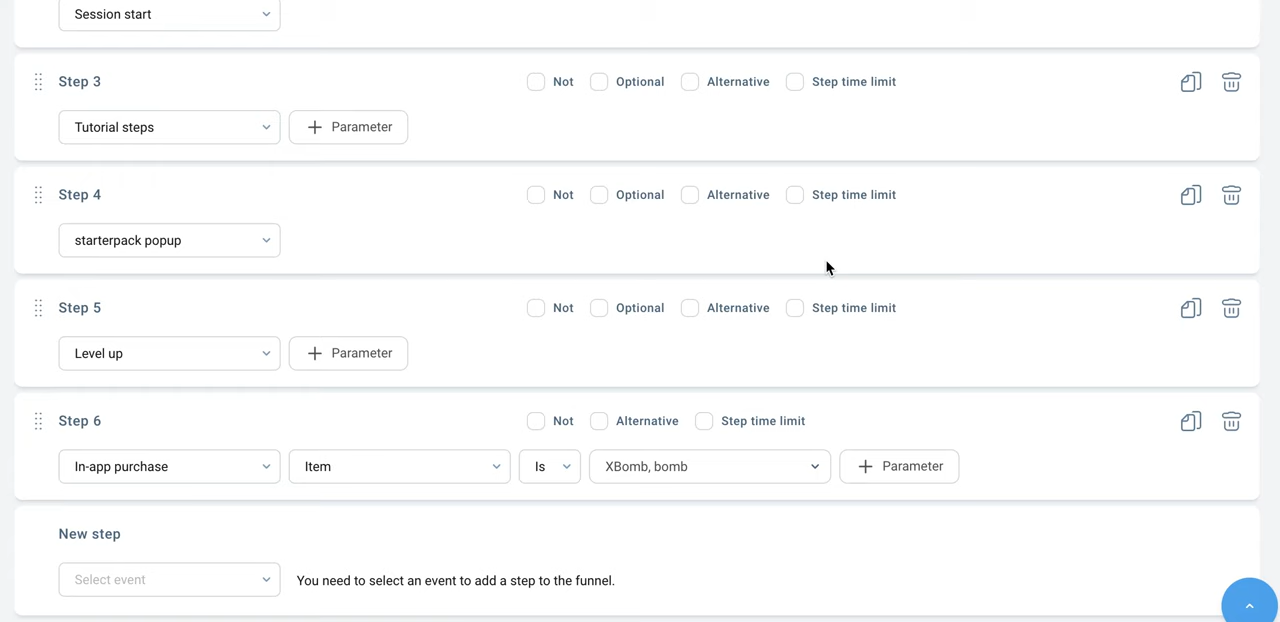 Session start
Step 3 Not Optional Alternative Step time limit
Tutorial steps + Parameter
Step 4 Not Optional Alternative Step time limit
starterpack popup
Step 5 Not Optional Alternative Step time limit
Level up + Parameter
Step 6 Not Alternative Step time limit
In-app purchase Item Is XBomb, bomb + Parameter
New step
Select event You need to select an event to add a step to the funnel.